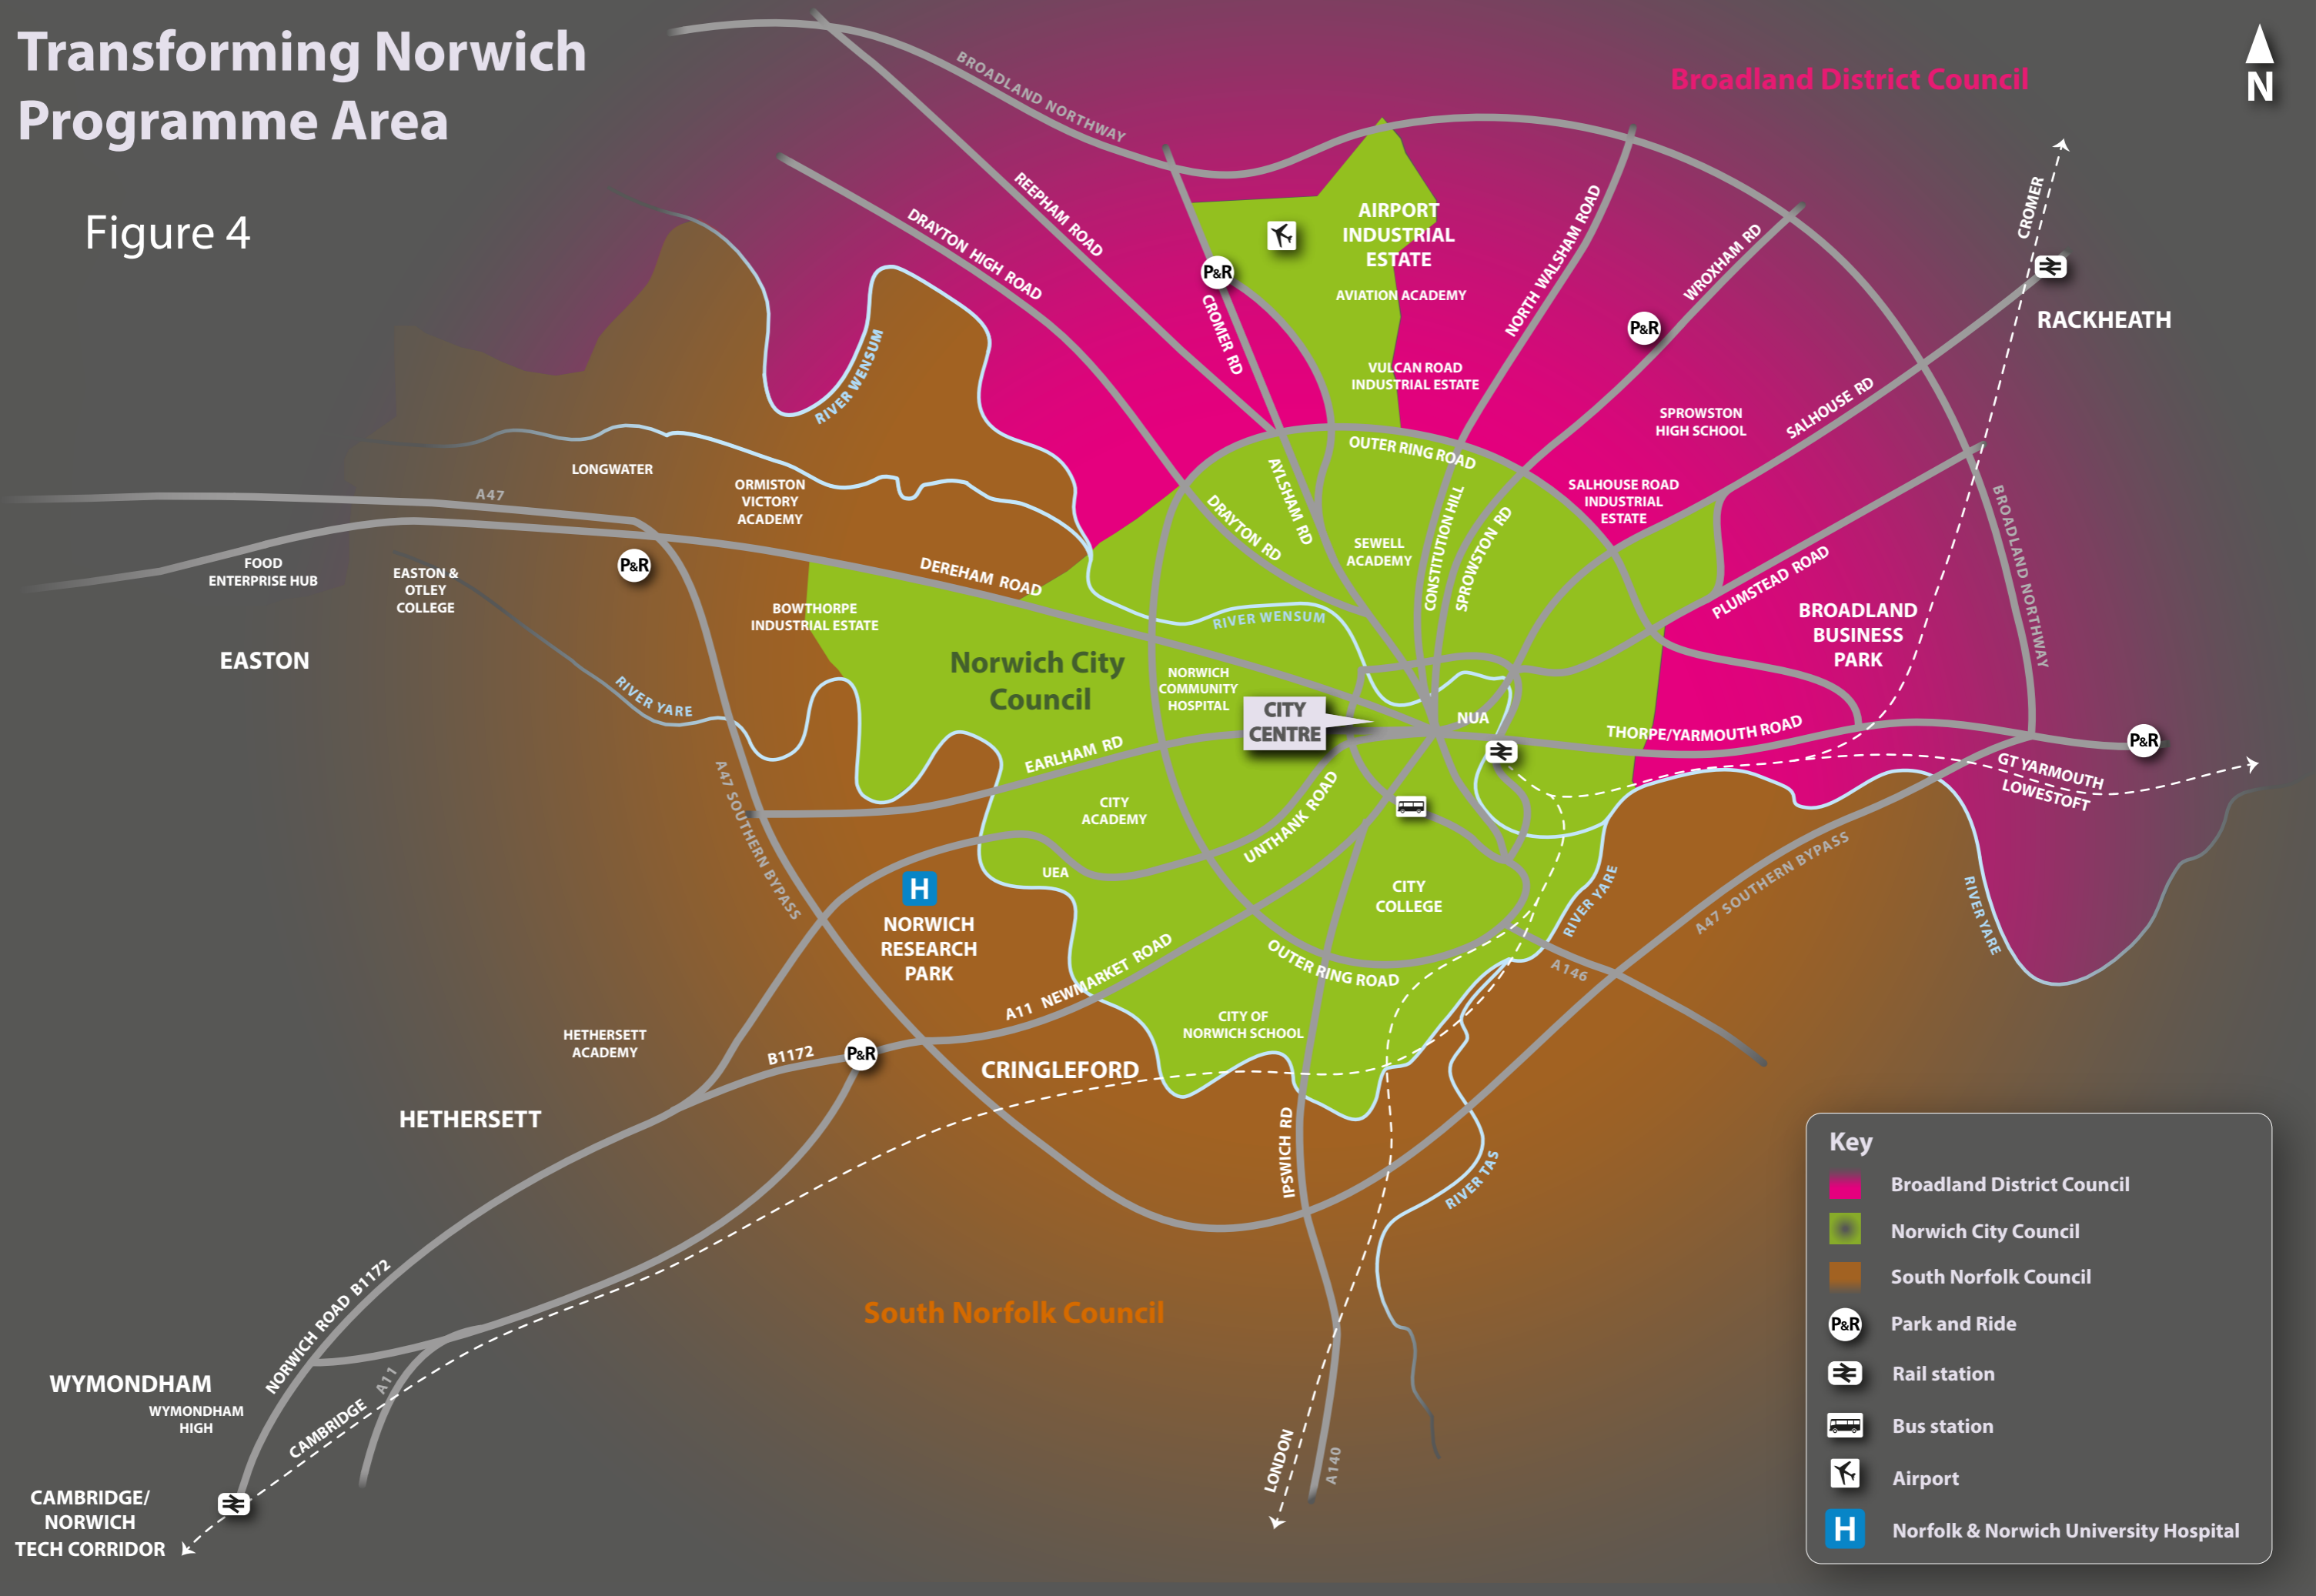 Transforming Norwich
Programme Area
Figure 4
Broadland District Council
N
BROADLAND NORTHWAY
REEPHAM ROAD
DRAYTON HIGH ROAD
AIRPORT
INDUSTRIAL
ESTATE
AVIATION ACADEMY
P&R
CROMER RD
NORTH WALSHAM ROAD
WROXHAM RD
P&R
CROMER
RACKHEATH
RIVER WENSUM
VULCAN ROAD
INDUSTRIAL ESTATE
SPROWSTON
HIGH SCHOOL
SALHOUSE RD
OUTER RING ROAD
LONGWATER
A47
ORMISTON
VICTORY
ACADEMY
DRAYTON RD
AYLSHAM RD
CONSTITUTION HILL
SPROWSTON RD
SALHOUSE ROAD
INDUSTRIAL
ESTATE
BROADLAND NORTHWAY
SEWELL
ACADEMY
FOOD
ENTERPRISE HUB
EASTON &
OTLEY
COLLEGE
P&R
DEREHAM ROAD
BOWTHORPE
INDUSTRIAL ESTATE
RIVER WENSUM
PLUMSTEAD ROAD
BROADLAND
BUSINESS
PARK
EASTON
RIVER YARE
Norwich City
Council
NORWICH
COMMUNITY
HOSPITAL
CITY
CENTRE
NUA
THORPE/YARMOUTH ROAD
P&R
GT YARMOUTH
LOWESTOFT
EARLHAM RD
A47 SOUTHERN BYPASS
CITY
ACADEMY
UNTHANK ROAD
UEA
H
NORWICH
RESEARCH
PARK
CITY
COLLEGE
RIVER YARE
A47 SOUTHERN BYPASS
RIVER YARE
A11 NEWMARKET ROAD
OUTER RING ROAD
A146
CITY OF
NORWICH SCHOOL
HETHERSETT
ACADEMY
B1172
P&R
CRINGLEFORD
HETHERSETT
IPSWICH RD
RIVER TAS
South Norfolk Council
NORWICH ROAD B1172
WYMONDHAM
WYMONDHAM
HIGH
A11
CAMBRIDGE
LONDON
A140
CAMBRIDGE/
NORWICH
TECH CORRIDOR
Key
Broadland District Council
Norwich City Council
South Norfolk Council
P&R Park and Ride
Rail station
Bus station
Airport
H Norfolk & Norwich University Hospital